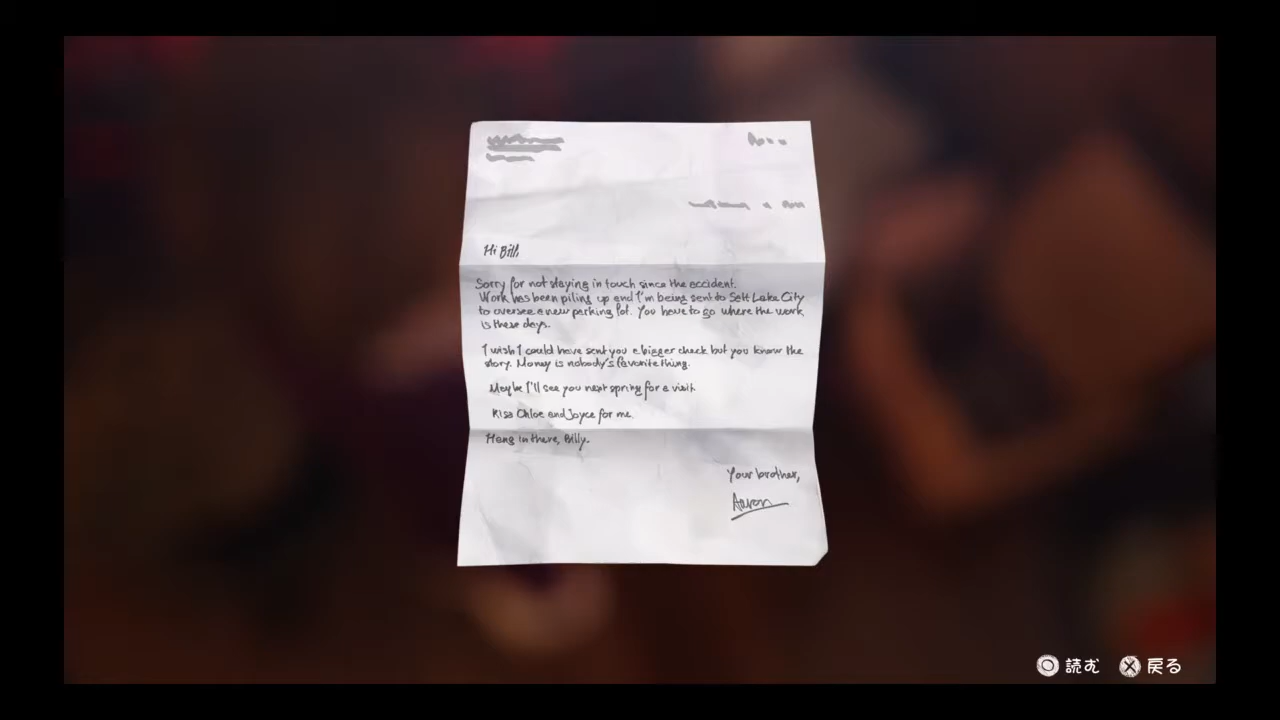 Hi Bill,
Sorry for not staying in touch since the accident.
Work has been piling up and I'm being sent to Salt Lake City
to oversee a new parking lot. You have to go where the work
is these days.
I wish I could have sent you a bigger check but you know the
story. Money is nobody's favorite thing.
Maybe I'll see you next spring for a visit.
Kiss Chloe and Joyce for me.
Hang in there, Billy.
Your brother,
Aaron
読む
戻る